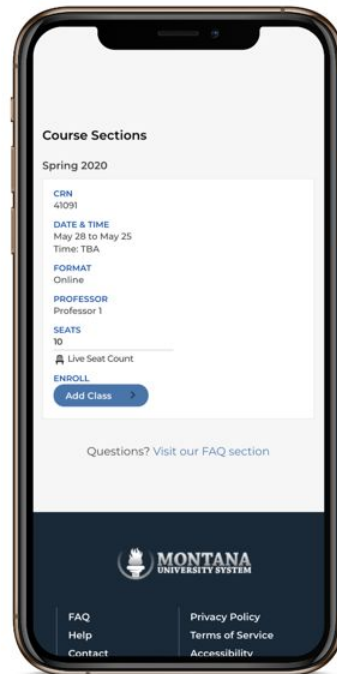 Course Sections
Spring 2020
CRN
41091
DATE & TIME
May 28 to May 25
Time: TBA
FORMAT
Online
PROFESSOR
Professor 1
SEATS
10
Live Seat Count
ENROLL
Add Class
Questions? Visit our FAQ section
MONTANA
UNIVERSITY SYSTEM
FAQ
Privacy Policy
Help
Terms of Service
Contact
Accessibility